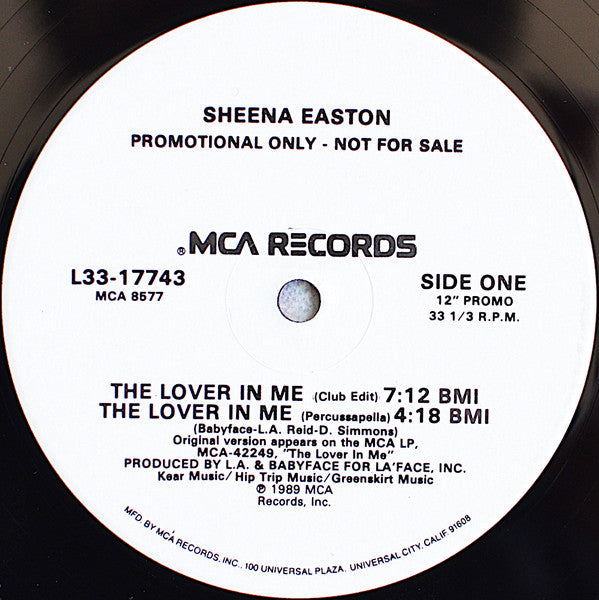 SHEENA EASTON
PROMOTIONAL ONLY - NOT FOR SALE
®MCA RECORDS
L33-17743
MCA 8577
SIDE ONE
12" PROMO
33 1/3 R.P.M.
THE LOVER IN ME (Club Edit) 7:12 BMI
THE LOVER IN ME (Percussapella) 4:18 BMI
(Babyface-L.A. Reid-D. Simmons)
Original version appears on the MCA LP,
MCA-42249, "The Lover In Me"
PRODUCED BY L.A. & BABYFACE FOR LA'FACE, INC.
Kear Music/Hip Trip Music/Greenskirt Music
℗ 1989 MCA
Records, Inc.
MFD. BY MCA RECORDS, INC., 100 UNIVERSAL PLAZA, UNIVERSAL CITY, CALIF. 91608